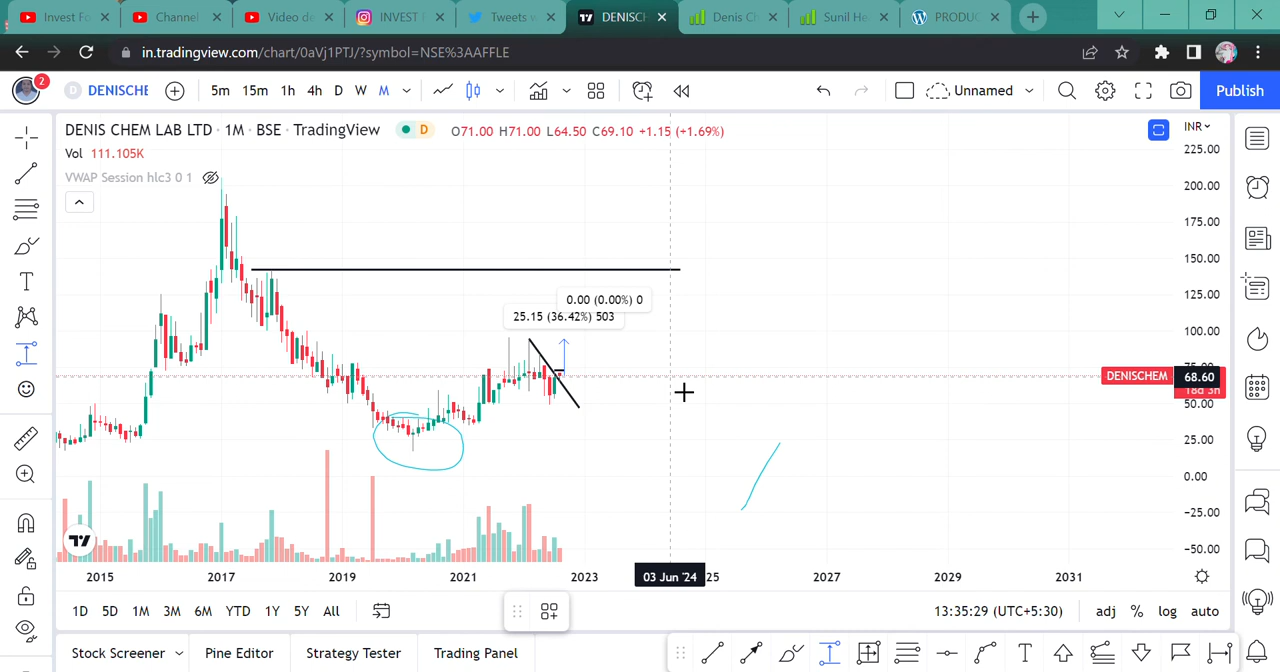 Invest Fo
Channel
Video de
INVEST F
Tweets w
DENISCH
Denis Ch
Sunil He
PRODUC
in.tradingview.com/chart/0aVj1PTJ/?symbol=NSE%3AAFFLE
2
D DENISCHE
5m 15m 1h 4h D W M
Unnamed
Publish
DENIS CHEM LAB LTD · 1M · BSE · TradingView
D
O71.00 H71.00 L64.50 C69.10 +1.15 (+1.69%)
INR
Vol 111.105K
VWAP Session hlc3 0 1
225.00
200.00
175.00
150.00
125.00
100.00
50.00
25.00
0.00
−25.00
−50.00
0.00 (0.00%) 0
25.15 (36.42%) 503
DENISCHEM 68.60
18d 3h
2015 2017 2019 2021 2023 03 Jun '24 25 2027 2029 2031
1D 5D 1M 3M 6M YTD 1Y 5Y All
13:35:29 (UTC+5:30) adj % log auto
Stock Screener Pine Editor Strategy Tester Trading Panel